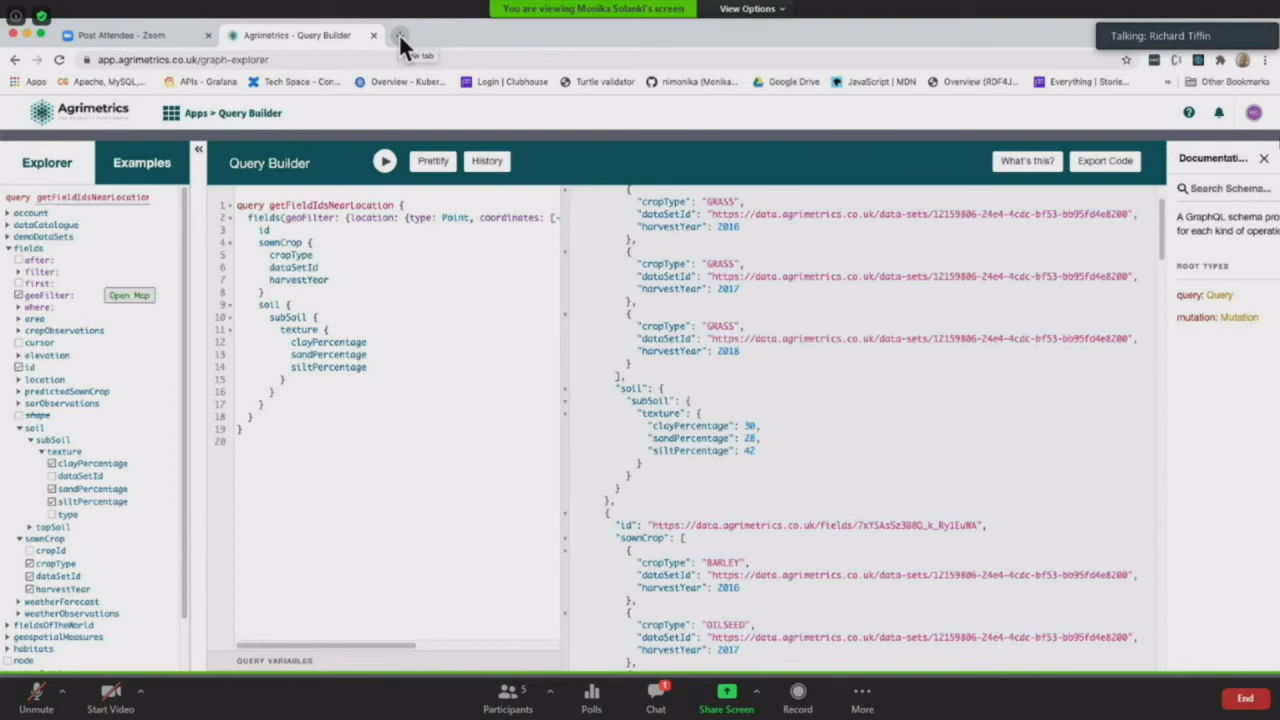 You are viewing Monika Solanki's screen
View Options
Post Attendee - Zoom
Agrimetrics - Query Builder
Talking: Richard Tiffin
app.agrimetrics.co.uk/graph-explorer
Apps
Apache, MySQL,...
APIs - Grafana
Tech Space - Con...
Overview - Kuber...
Login | Clubhouse
Turtle validator
nimonika (Monika...
Google Drive
JavaScript | MDN
Overview (RDF4J...
Everything | Storie...
Other Bookmarks
Agrimetrics
Apps > Query Builder
Explorer
Examples
Query Builder
Prettify
History
What's this?
Export Code
Documentati...
query getFieldIdsNearLocation
account
dataCatalogue
demoDataSets
fields
after:
filter:
first:
geoFilter:
Open Map
where:
area
cropObservations
cursor
elevation
id
location
predictedSownCrop
sarObservations
shape
soil
subSoil
texture
clayPercentage
dataSetId
sandPercentage
siltPercentage
type
topSoil
sownCrop
cropId
cropType
dataSetId
harvestYear
weatherForecast
weatherObservations
fieldsOfTheWorld
geospatialMeasures
habitats
node
1 query getFieldIdsNearLocation {
2 fields(geoFilter: {location: {type: Point, coordinates: [-
3 id
4 sownCrop {
5 cropType
6 dataSetId
7 harvestYear
8 }
9 soil {
10 subSoil {
11 texture {
12 clayPercentage
13 sandPercentage
14 siltPercentage
15 }
16 }
17 }
18 }
19 }
20
QUERY VARIABLES
{
"cropType": "GRASS",
"dataSetId": "https://data.agrimetrics.co.uk/data-sets/12159806-24e4-4cdc-bf53-bb95fd4e8200",
"harvestYear": 2016
},
{
"cropType": "GRASS",
"dataSetId": "https://data.agrimetrics.co.uk/data-sets/12159806-24e4-4cdc-bf53-bb95fd4e8200",
"harvestYear": 2017
},
{
"cropType": "GRASS",
"dataSetId": "https://data.agrimetrics.co.uk/data-sets/12159806-24e4-4cdc-bf53-bb95fd4e8200",
"harvestYear": 2018
}
],
"soil": {
"subSoil": {
"texture": {
"clayPercentage": 30,
"sandPercentage": 28,
"siltPercentage": 42
}
}
}
},
{
"id": "https://data.agrimetrics.co.uk/fields/7xYSAsSz388Q_k_Ry1EuWA",
"sownCrop": [
{
"cropType": "BARLEY",
"dataSetId": "https://data.agrimetrics.co.uk/data-sets/12159806-24e4-4cdc-bf53-bb95fd4e8200",
"harvestYear": 2016
},
{
"cropType": "OILSEED",
"dataSetId": "https://data.agrimetrics.co.uk/data-sets/12159806-24e4-4cdc-bf53-bb95fd4e8200",
"harvestYear": 2017
},
Search Schema...
A GraphQL schema pro
for each kind of operatio
ROOT TYPES
query: Query
mutation: Mutation
Unmute
Start Video
Participants
5
Polls
Chat
1
Share Screen
Record
More
End